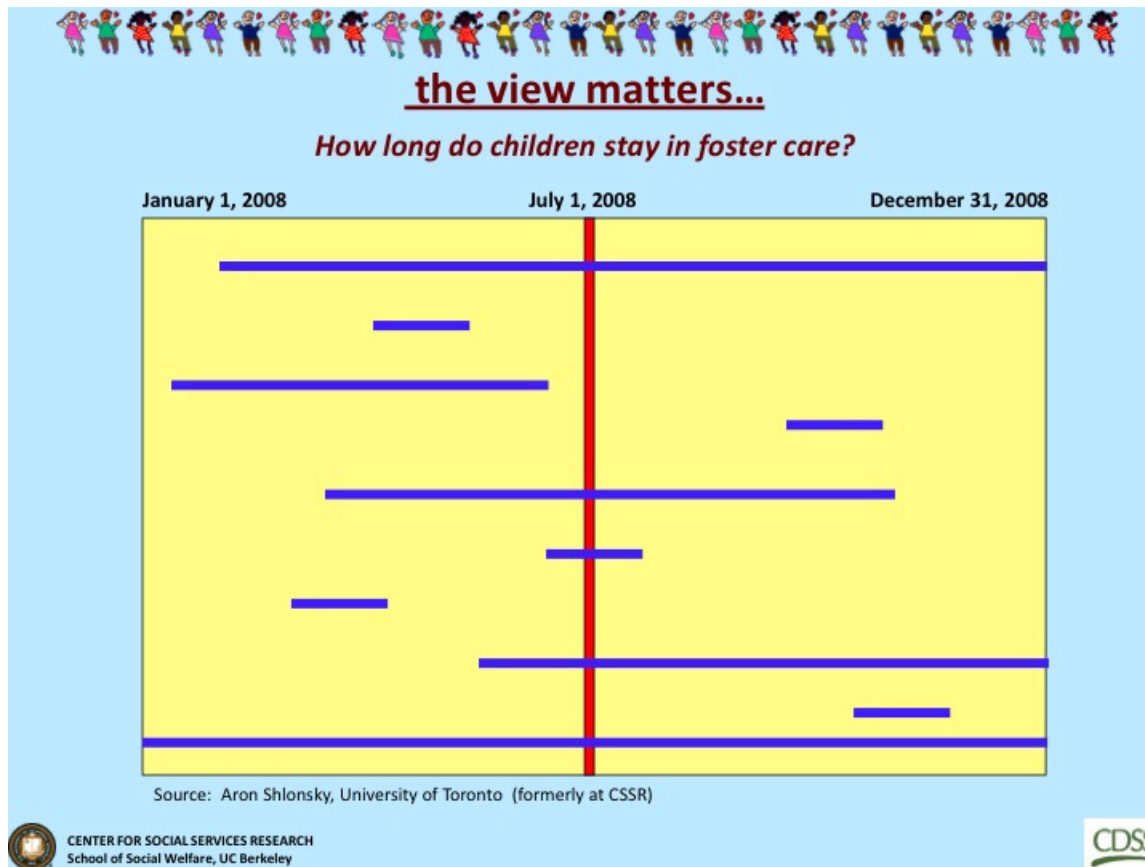 the view matters...
How long do children stay in foster care?
January 1, 2008 July 1, 2008 December 31, 2008
Source: Aron Shlonsky, University of Toronto (formerly at CSSR)
CENTER FOR SOCIAL SERVICES RESEARCH
School of Social Welfare, UC Berkeley